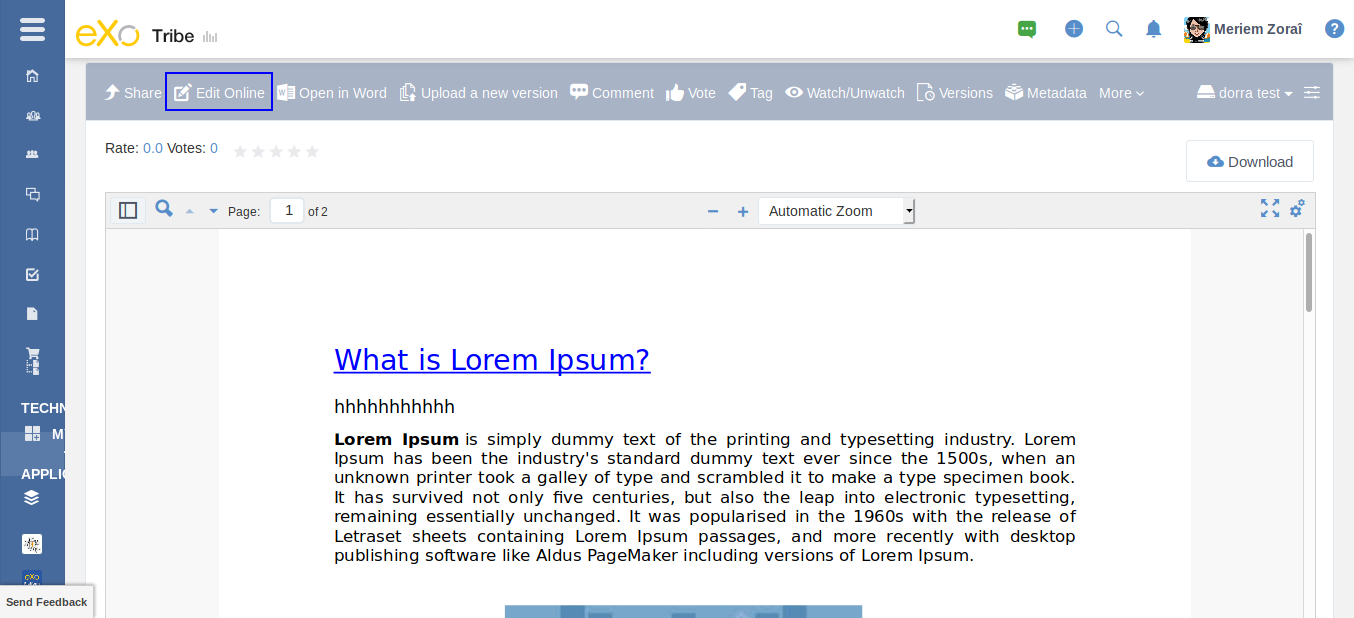 eXo Tribe
Meriem Zoraî
?
Share Edit Online Open in Word Upload a new version Comment Vote Tag Watch/Unwatch Versions Metadata More dorra test
Rate: 0.0 Votes: 0
Download
Page: 1 of 2
Automatic Zoom
What is Lorem Ipsum?
hhhhhhhhhhh
Lorem Ipsum is simply dummy text of the printing and typesetting industry. Lorem
Ipsum has been the industry's standard dummy text ever since the 1500s, when an
unknown printer took a galley of type and scrambled it to make a type specimen book.
It has survived not only five centuries, but also the leap into electronic typesetting,
remaining essentially unchanged. It was popularised in the 1960s with the release of
Letraset sheets containing Lorem Ipsum passages, and more recently with desktop
publishing software like Aldus PageMaker including versions of Lorem Ipsum.
TECHN
M
APPLIC
eXo
Send Feedback